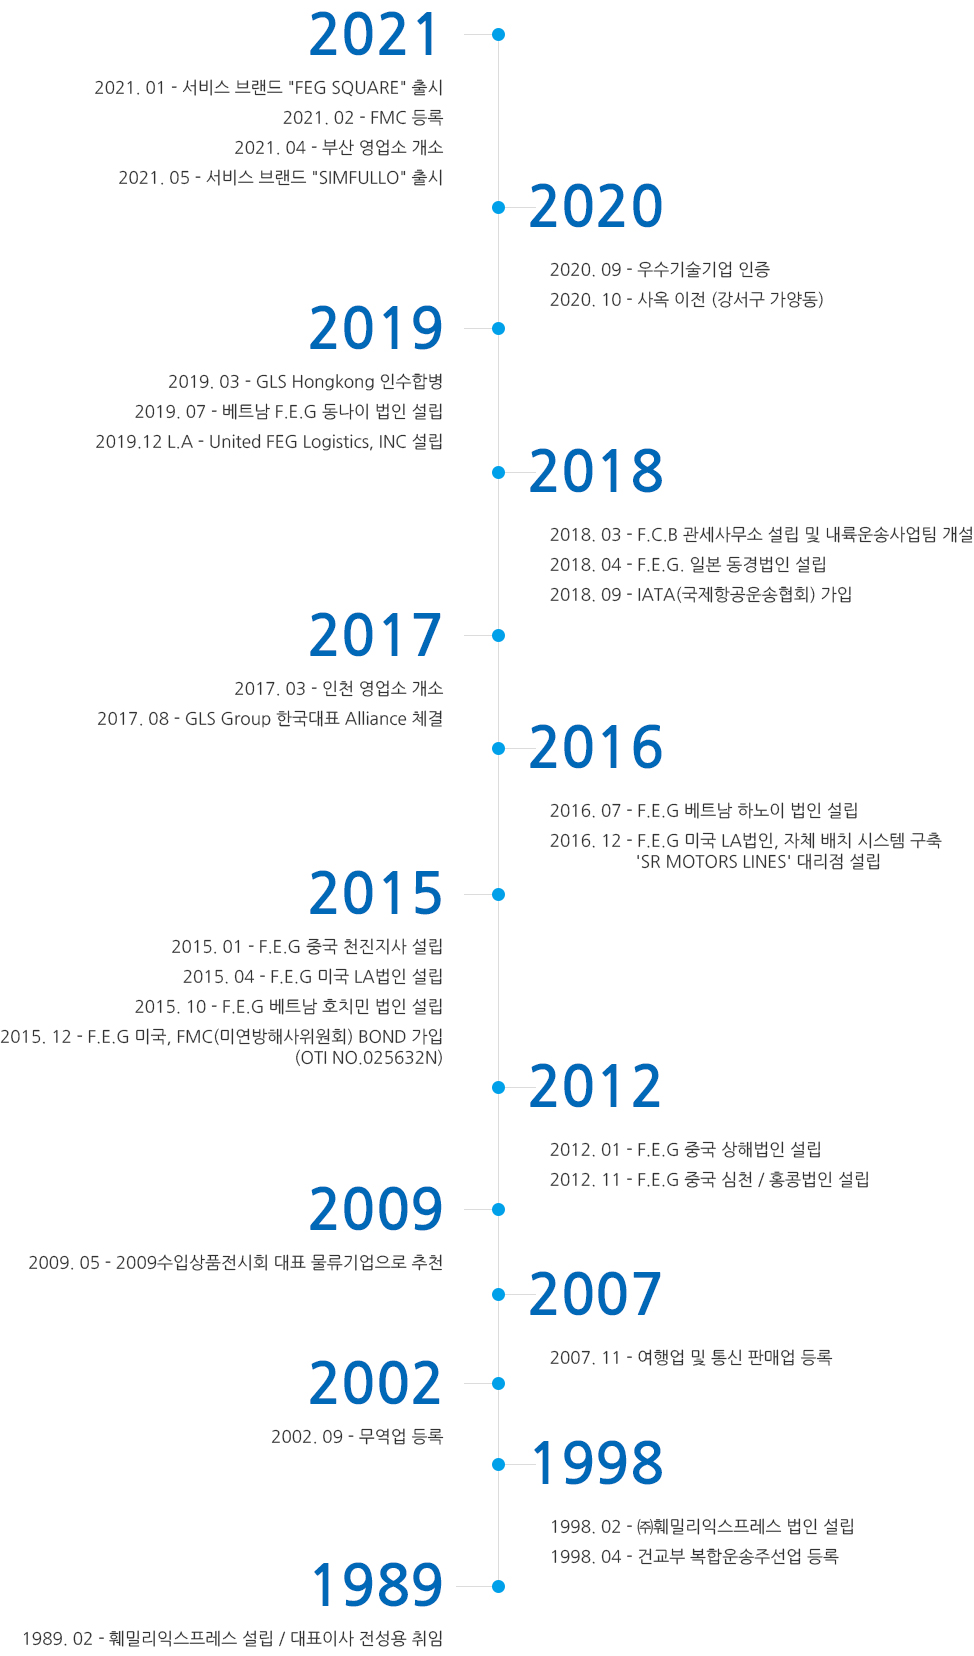 2021
2021. 01 - 서비스 브랜드 "FEG SQUARE" 출시
2021. 02 - FMC 등록
2021. 04 - 부산 영업소 개소
2021. 05 - 서비스 브랜드 "SIMFULLO" 출시
2020
2020. 09 - 우수기술기업 인증
2020. 10 - 사옥 이전 (강서구 가양동)
2019
2019. 03 - GLS Hongkong 인수합병
2019. 07 - 베트남 F.E.G 동나이 법인 설립
2019.12 L.A - United FEG Logistics, INC 설립
2018
2018. 03 - F.C.B 관세사무소 설립 및 내륙운송사업팀 개설
2018. 04 - F.E.G. 일본 동경법인 설립
2018. 09 - IATA(국제항공운송협회) 가입
2017
2017. 03 - 인천 영업소 개소
2017. 08 - GLS Group 한국대표 Alliance 체결
2016
2016. 07 - F.E.G 베트남 하노이 법인 설립
2016. 12 - F.E.G 미국 LA법인, 자체 배치 시스템 구축
'SR MOTORS LINES' 대리점 설립
2015
2015. 01 - F.E.G 중국 천진지사 설립
2015. 04 - F.E.G 미국 LA법인 설립
2015. 10 - F.E.G 베트남 호치민 법인 설립
2015. 12 - F.E.G 미국, FMC(미연방해사위원회) BOND 가입
(OTI NO.025632N)
2012
2012. 01 - F.E.G 중국 상해법인 설립
2012. 11 - F.E.G 중국 심천 / 홍콩법인 설립
2009
2009. 05 - 2009수입상품전시회 대표 물류기업으로 추천
2007
2007. 11 - 여행업 및 통신 판매업 등록
2002
2002. 09 - 무역업 등록
1998
1998. 02 - ㈜훼밀리익스프레스 법인 설립
1998. 04 - 건교부 복합운송주선업 등록
1989
1989. 02 - 훼밀리익스프레스 설립 / 대표이사 전성용 취임